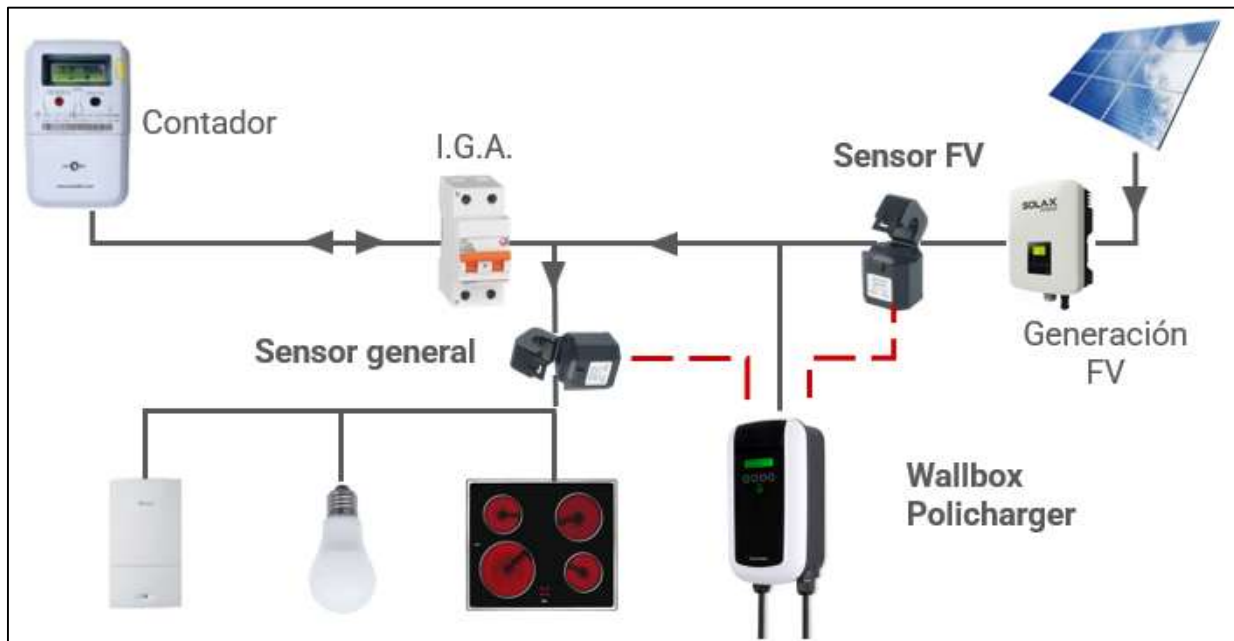 Contador
I.G.A.
Sensor FV
SOLAX
Generación
FV
Sensor general
Wallbox
Policharger